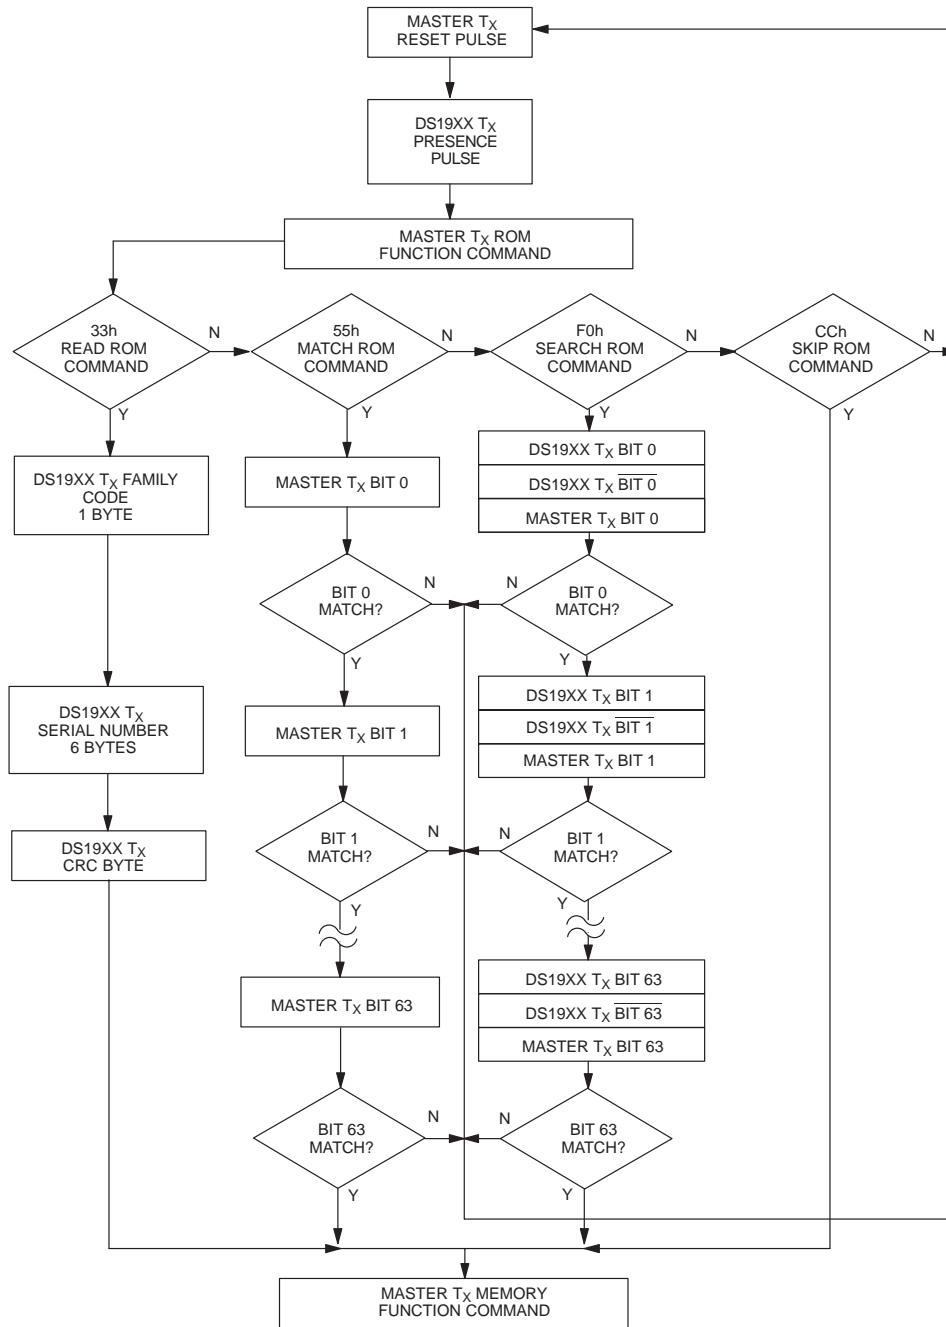 MASTER TX
RESET PULSE
DS19XX TX
PRESENCE
PULSE
MASTER TX ROM
FUNCTION COMMAND
33h
READ ROM
COMMAND
N
Y
55h
MATCH ROM
COMMAND
N
Y
F0h
SEARCH ROM
COMMAND
N
Y
CCh
SKIP ROM
COMMAND
N
Y
DS19XX TX FAMILY
CODE
1 BYTE
MASTER TX BIT 0
DS19XX TX BIT 0
DS19XX TX B̅I̅T̅ ̅0̅
MASTER TX BIT 0
BIT 0
MATCH?
N
Y
BIT 0
MATCH?
N
Y
DS19XX TX
SERIAL NUMBER
6 BYTES
MASTER TX BIT 1
DS19XX TX BIT 1
DS19XX TX B̅I̅T̅ ̅1̅
MASTER TX BIT 1
DS19XX TX
CRC BYTE
BIT 1
MATCH?
N
Y
BIT 1
MATCH?
N
Y
MASTER TX BIT 63
DS19XX TX BIT 63
DS19XX TX B̅I̅T̅ ̅6̅3̅
MASTER TX BIT 63
BIT 63
MATCH?
N
Y
BIT 63
MATCH?
N
Y
MASTER TX MEMORY
FUNCTION COMMAND